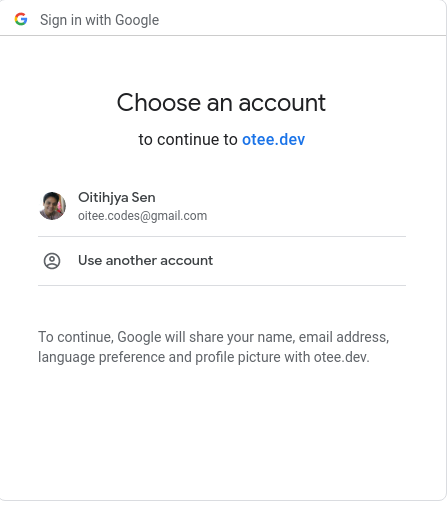 Sign in with Google
Choose an account
to continue to otee.dev
Oitihjya Sen
oitee.codes@gmail.com
Use another account
To continue, Google will share your name, email address,
language preference and profile picture with otee.dev.